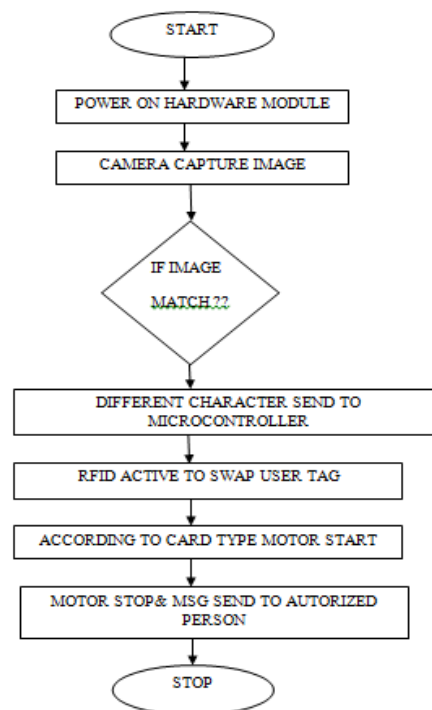 START
POWER ON HARDWARE MODULE
CAMERA CAPTURE IMAGE
IF IMAGE
MATCH ??
DIFFERENT CHARACTER SEND TO
MICROCONTROLLER
RFID ACTIVE TO SWAP USER TAG
ACCORDING TO CARD TYPE MOTOR START
MOTOR STOP& MSG SEND TO AUTORIZED
PERSON
STOP